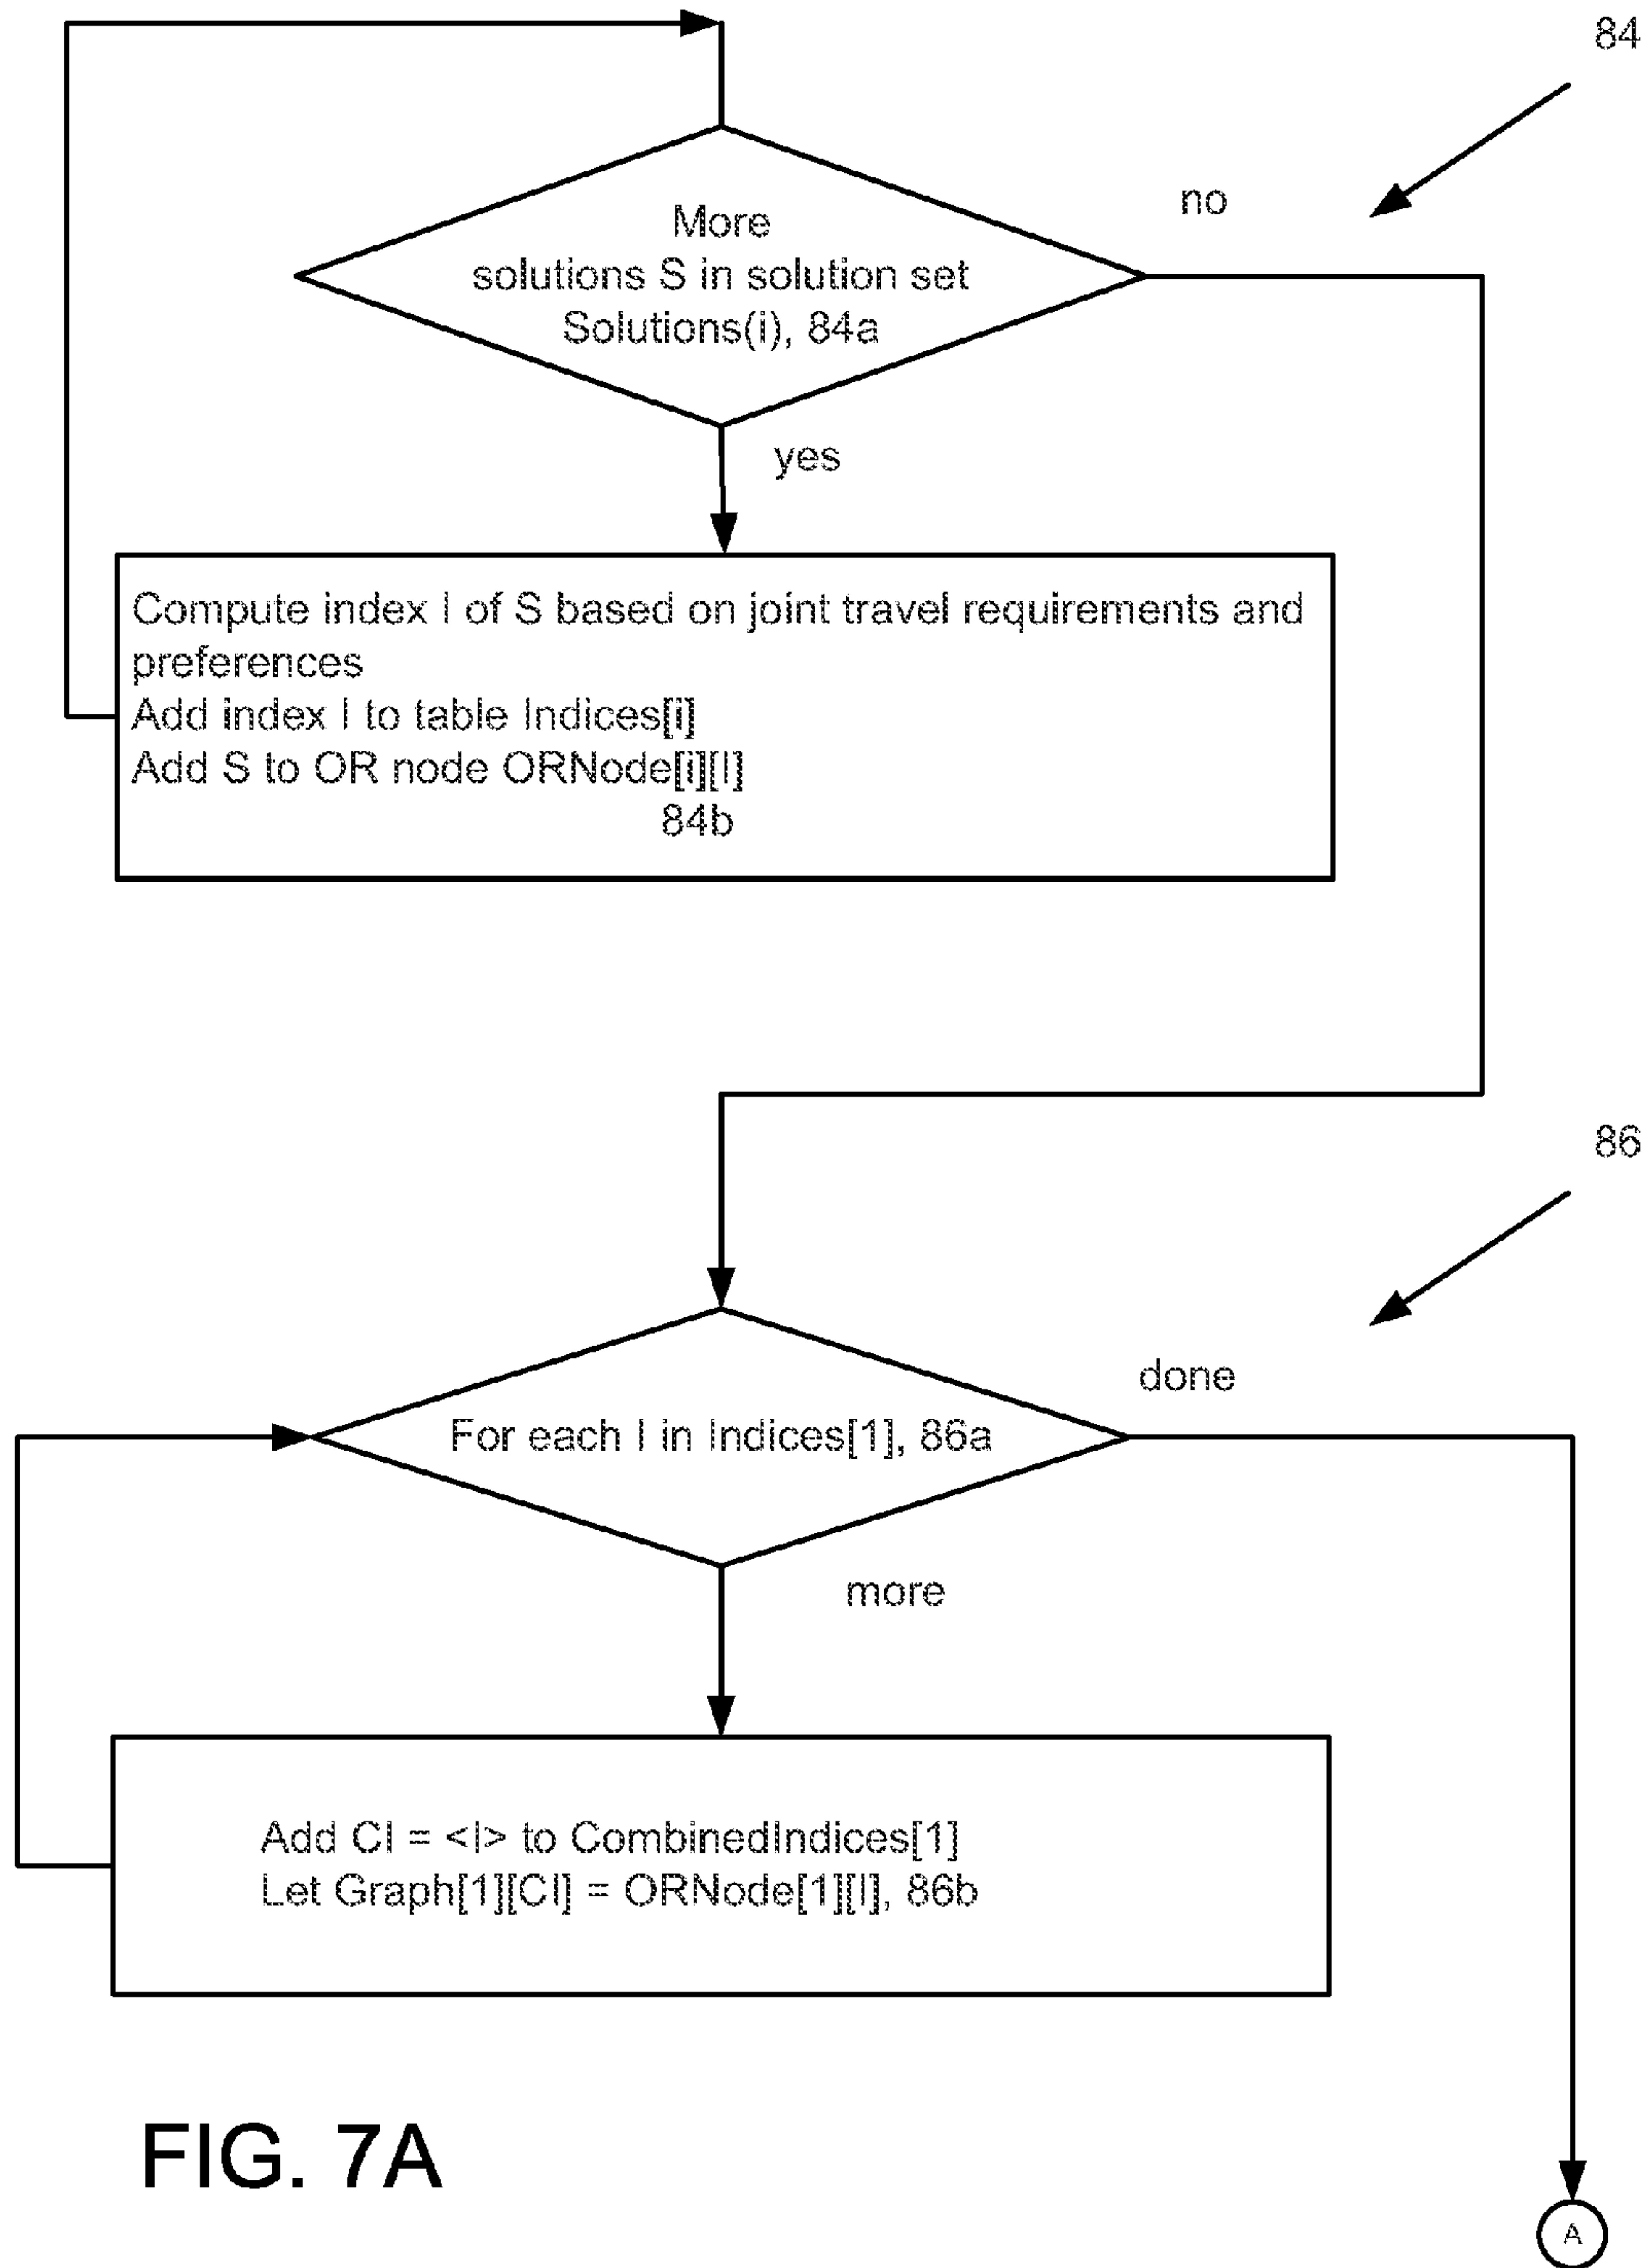 84
no
More
solutions S in solution set
Solutions(i), 84a
yes
Compute index I of S based on joint travel requirements and
preferences
Add index I to table Indices[i]
Add S to OR node ORNode[i][I]
84b
86
done
For each I in Indices[1], 86a
more
Add CI = <I> to CombinedIndices[1]
Let Graph[1][CI] = ORNode[1][I], 86b
FIG. 7A
A